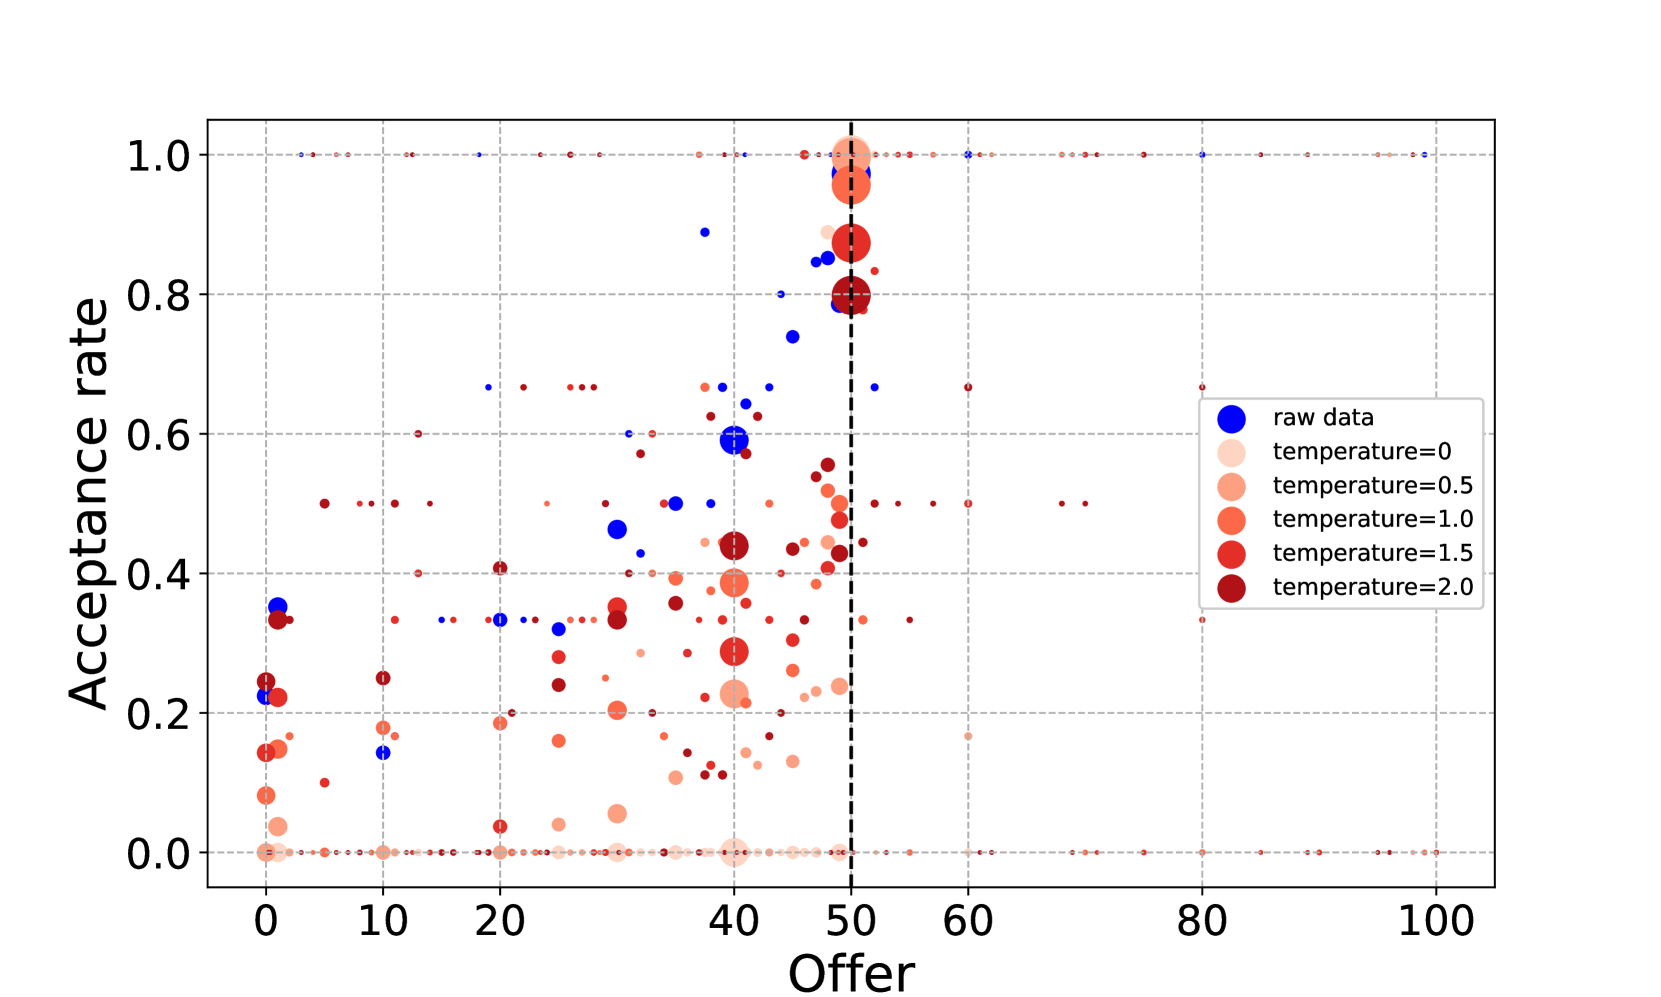 1.0
0.8
0.6
0.4
0.2
0.0
Acceptance rate
raw data
temperature=0
temperature=0.5
temperature=1.0
temperature=1.5
temperature=2.0
0 10 20 40 50 60 80 100
Offer